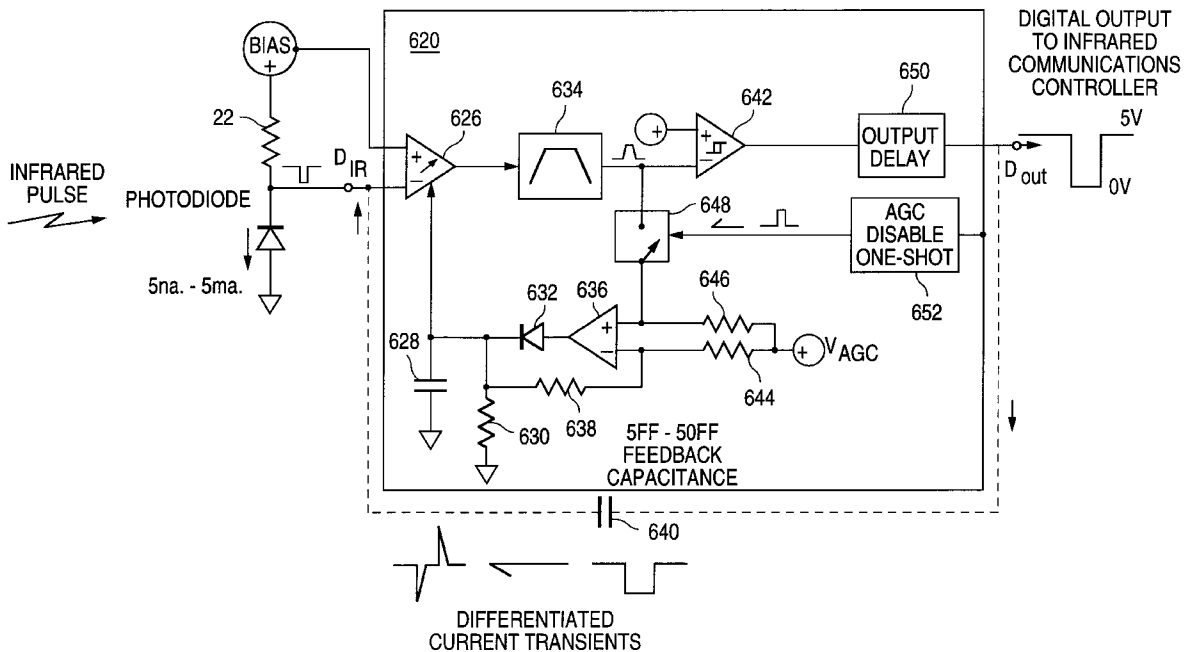 BIAS
+
22
INFRARED
PULSE
PHOTODIODE
5na. - 5ma.
D IR
620
626
+
−
634
642
+
+
−
650
OUTPUT
DELAY
DIGITAL OUTPUT
TO INFRARED
COMMUNICATIONS
CONTROLLER
5V
0V
D out
648
AGC
DISABLE
ONE-SHOT
652
632
636
+
−
646
+
V AGC
644
628
630
638
5FF - 50FF
FEEDBACK
CAPACITANCE
640
DIFFERENTIATED
CURRENT TRANSIENTS